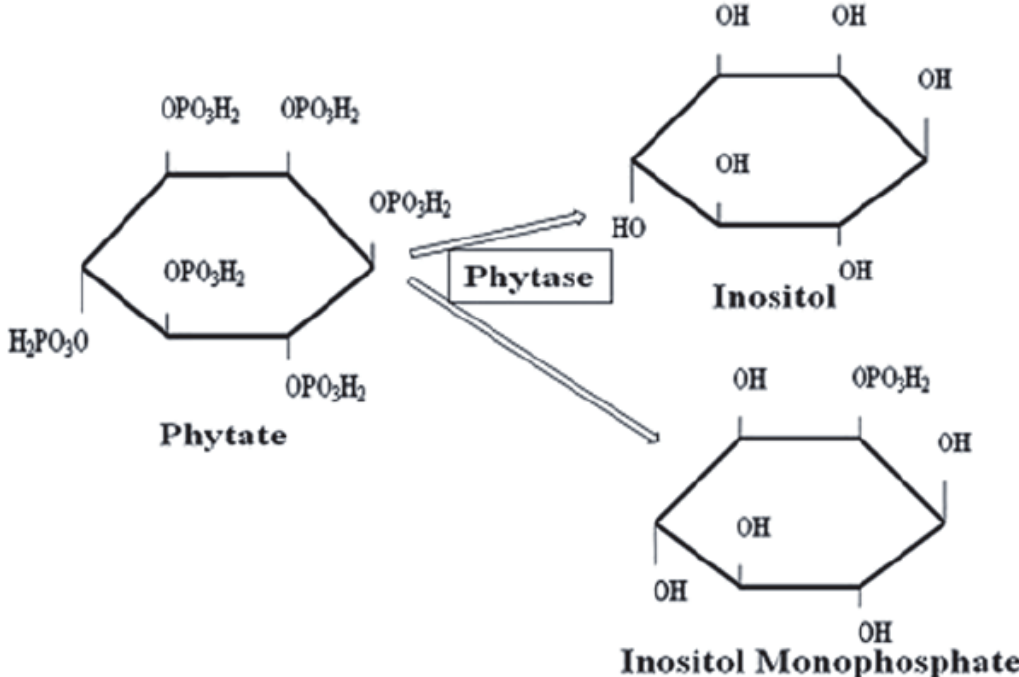 OPO₃H₂ OPO₃H₂
OPO₃H₂
OPO₃H₂
H₂PO₃O
OPO₃H₂
Phytate
Phytase
OH OH
OH
OH
HO
OH
Inositol
OH OPO₃H₂
OH
OH
OH
OH
Inositol Monophosphate